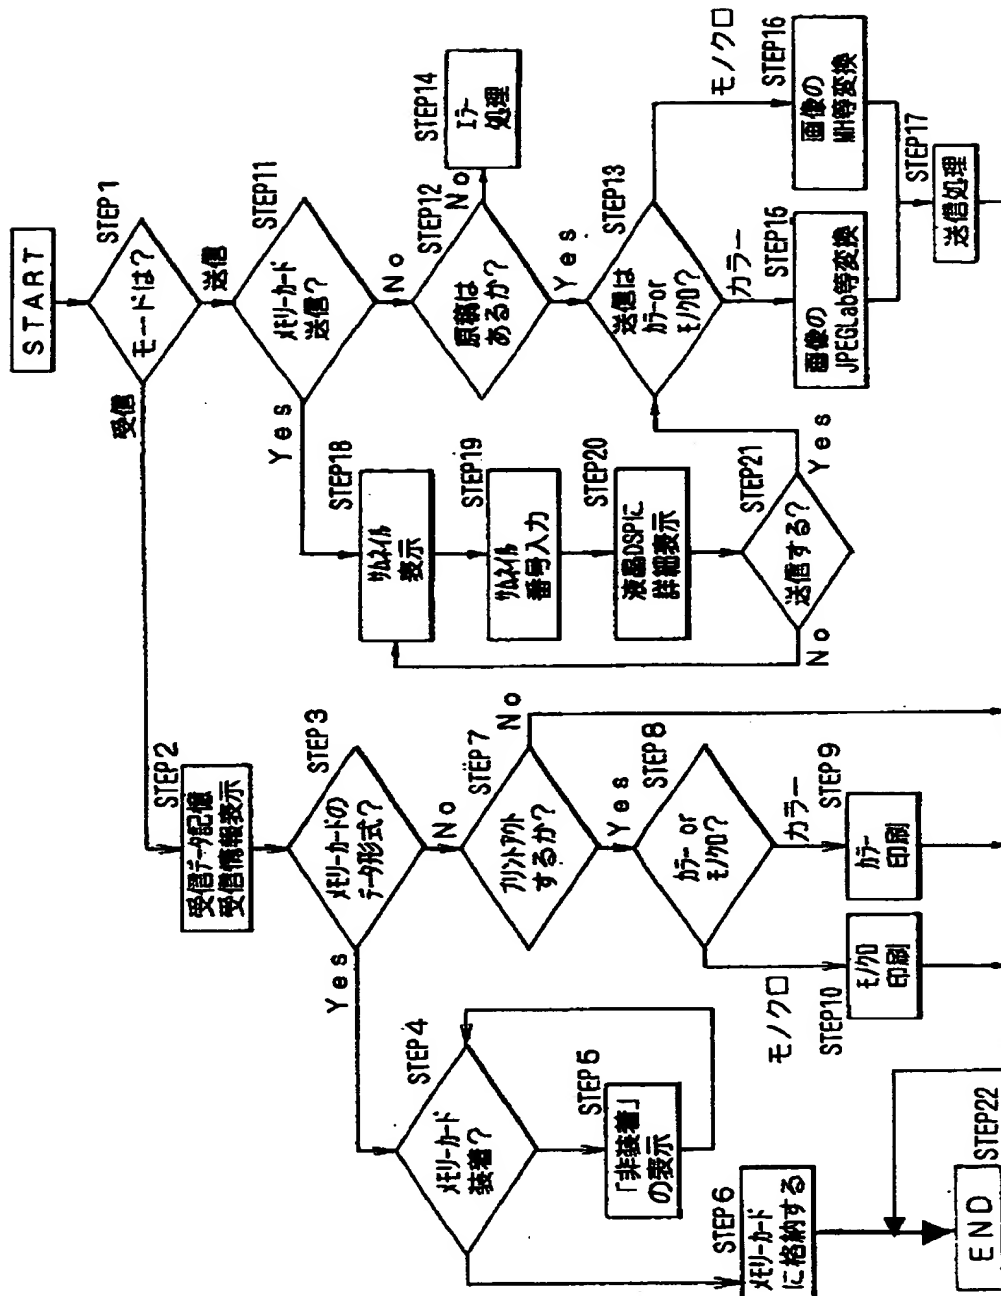 START
STEP1
モードは?
受信
送信
STEP2
受信ﾃﾞｰﾀ記憶
受信情報表示
STEP3
ﾒﾓﾘｰｶｰﾄﾞの
ﾃﾞｰﾀ形式?
Yes
No
STEP4
ﾒﾓﾘｰｶｰﾄﾞ
装着?
STEP5
「非装着」
の表示
STEP6
ﾒﾓﾘｰｶｰﾄﾞ
に格納する
STEP7
ﾌﾟﾘﾝﾄｱｳﾄ
するか?
No
Yes
STEP8
ｶﾗｰ or
ﾓﾉｸﾛ?
カラー
モノクロ
STEP9
ｶﾗｰ
印刷
STEP10
ﾓﾉｸﾛ
印刷
STEP11
ﾒﾓﾘｰｶｰﾄﾞ
送信?
Yes
No
STEP12
原稿は
あるか?
No
Yes
STEP14
ｴﾗｰ
処理
STEP13
送信は
ｶﾗｰor
ﾓﾉｸﾛ?
カラー
モノクロ
STEP15
画像の
JPEGLab等変換
STEP16
画像の
MH等変換
STEP17
送信処理
STEP18
ｻﾑﾈｲﾙ
表示
STEP19
ｻﾑﾈｲﾙ
番号入力
STEP20
液晶DSPに
詳細表示
STEP21
送信する?
Yes
No
STEP22
END